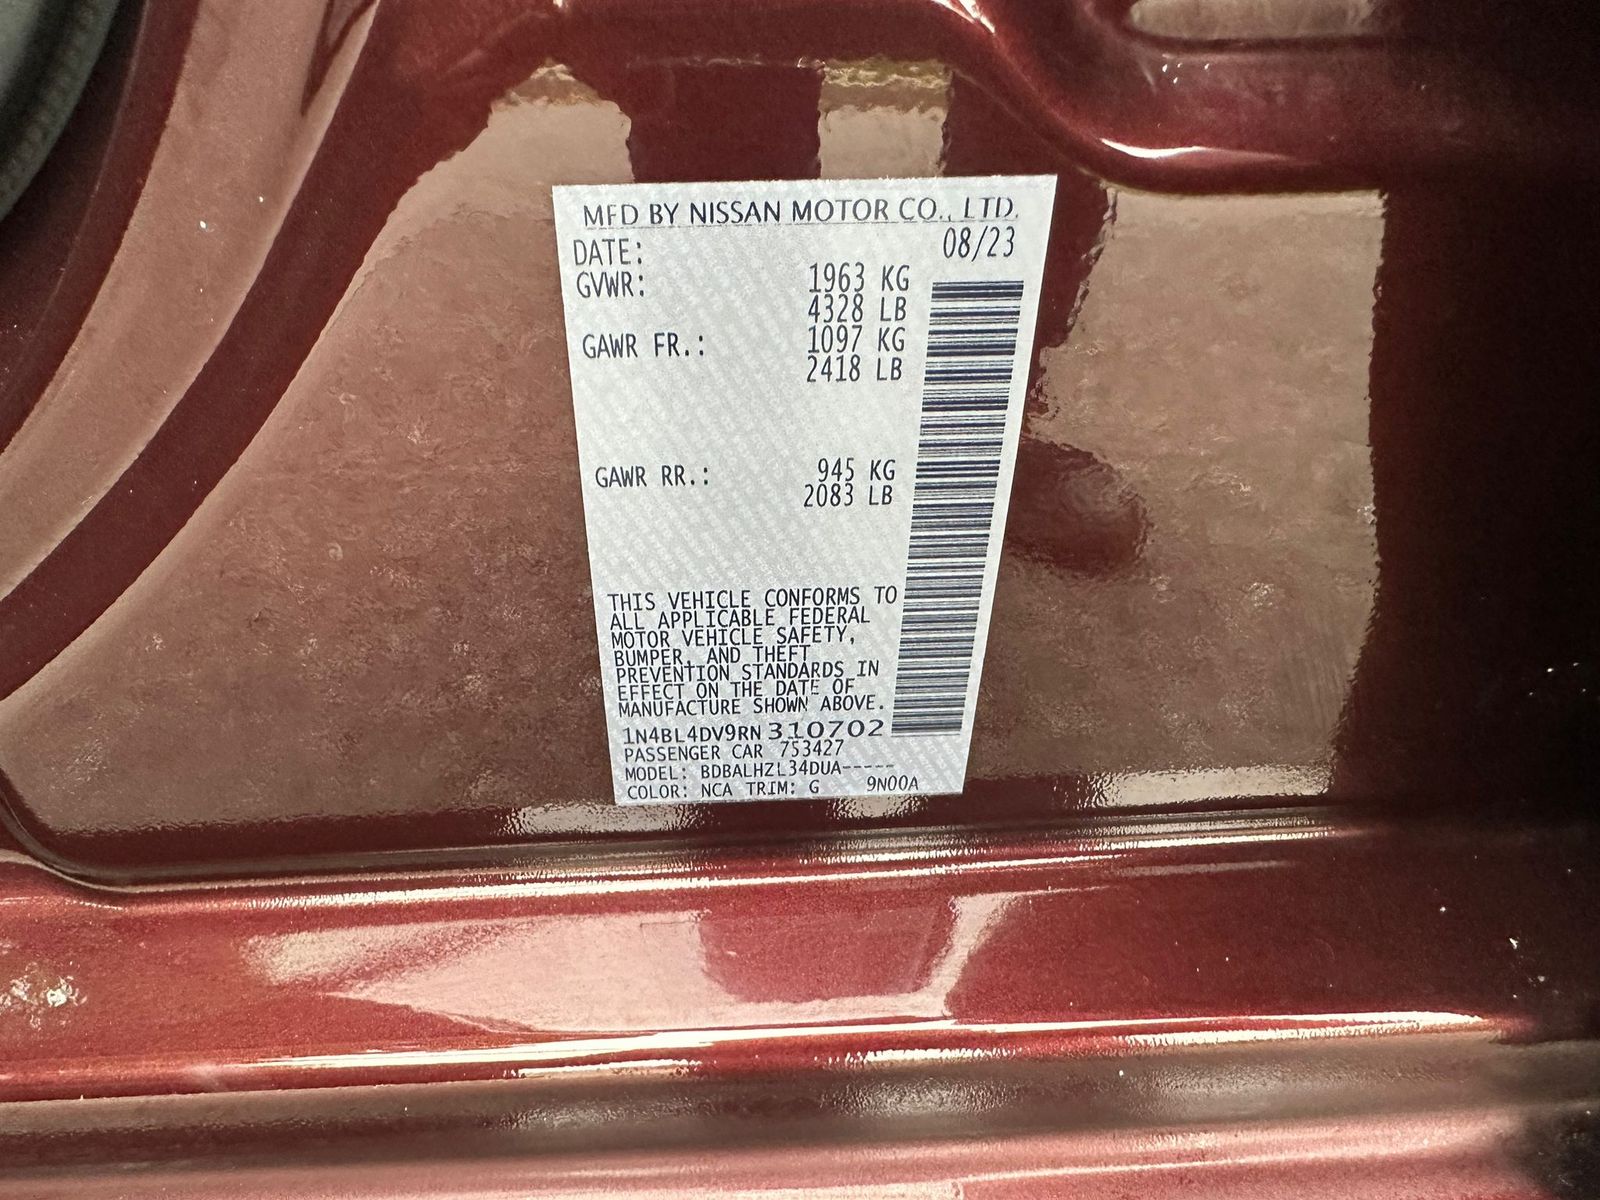 MFD BY NISSAN MOTOR CO., LTD.
DATE: 08/23
GVWR: 1963 KG
4328 LB
GAWR FR.: 1097 KG
2418 LB
GAWR RR.: 945 KG
2083 LB
THIS VEHICLE CONFORMS TO
ALL APPLICABLE FEDERAL
MOTOR VEHICLE SAFETY,
BUMPER, AND THEFT
PREVENTION STANDARDS IN
EFFECT ON THE DATE OF
MANUFACTURE SHOWN ABOVE.
1N4BL4DV9RN310702
PASSENGER CAR 753427
MODEL: BDBALHZL34DUA-----
COLOR: NCA TRIM: G 9N00A